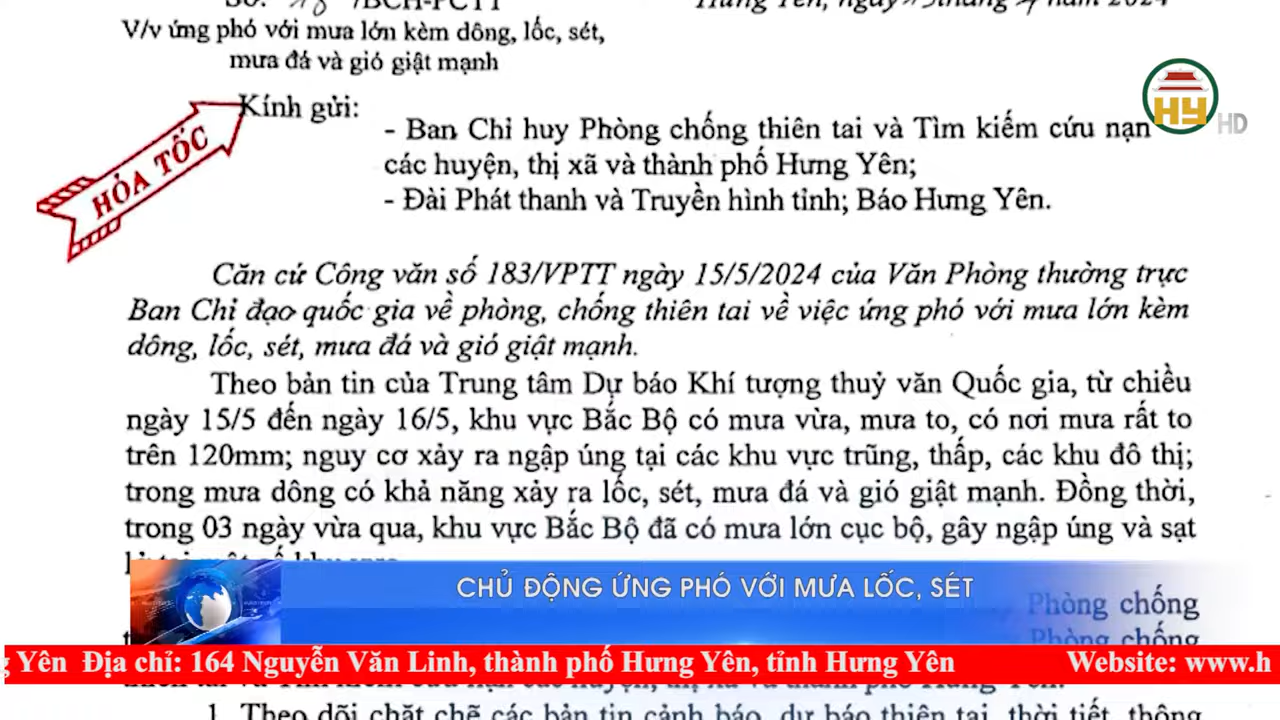 V/v ứng phó với mưa lớn kèm dông, lốc, sét,
mưa đá và gió giật mạnh
HỎA TỐC
Kính gửi:
- Ban Chỉ huy Phòng chống thiên tai và Tìm kiếm cứu nạn
các huyện, thị xã và thành phố Hưng Yên;
- Đài Phát thanh và Truyền hình tỉnh; Báo Hưng Yên.
HY HD
Căn cứ Công văn số 183/VPTT ngày 15/5/2024 của Văn Phòng thường trực
Ban Chỉ đạo quốc gia về phòng, chống thiên tai về việc ứng phó với mưa lớn kèm
dông, lốc, sét, mưa đá và gió giật mạnh.
Theo bản tin của Trung tâm Dự báo Khí tượng thuỷ văn Quốc gia, từ chiều
ngày 15/5 đến ngày 16/5, khu vực Bắc Bộ có mưa vừa, mưa to, có nơi mưa rất to
trên 120mm; nguy cơ xảy ra ngập úng tại các khu vực trũng, thấp, các khu đô thị;
trong mưa dông có khả năng xảy ra lốc, sét, mưa đá và gió giật mạnh. Đồng thời,
trong 03 ngày vừa qua, khu vực Bắc Bộ đã có mưa lớn cục bộ, gây ngập úng và sạt
CHỦ ĐỘNG ỨNG PHÓ VỚI MƯA LỐC, SÉT
Phòng chống
Phòng chống
Yên Địa chỉ: 164 Nguyễn Văn Linh, thành phố Hưng Yên, tỉnh Hưng Yên Website: www.h
1. Theo dõi chặt chẽ các bản tin cảnh báo, dự báo thiên tai, thời tiết, thông